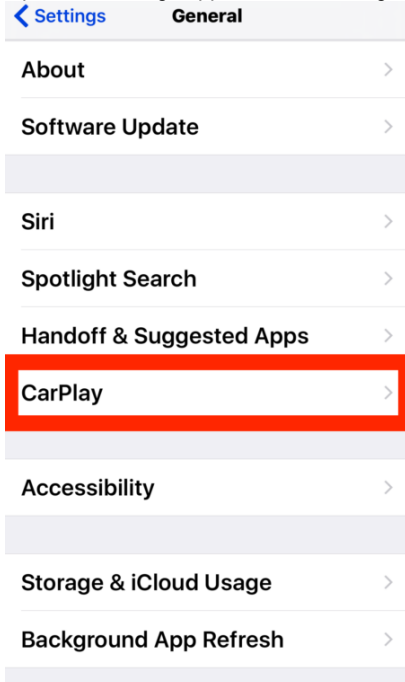 Settings
General
About
Software Update
Siri
Spotlight Search
Handoff & Suggested Apps
CarPlay
Accessibility
Storage & iCloud Usage
Background App Refresh